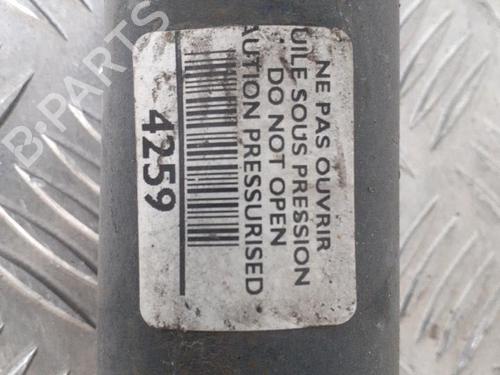 NE PAS OUVRIR
UILE SOUS PRESSION
DO NOT OPEN
AUTION PRESSURISED
4259
B-PARTS